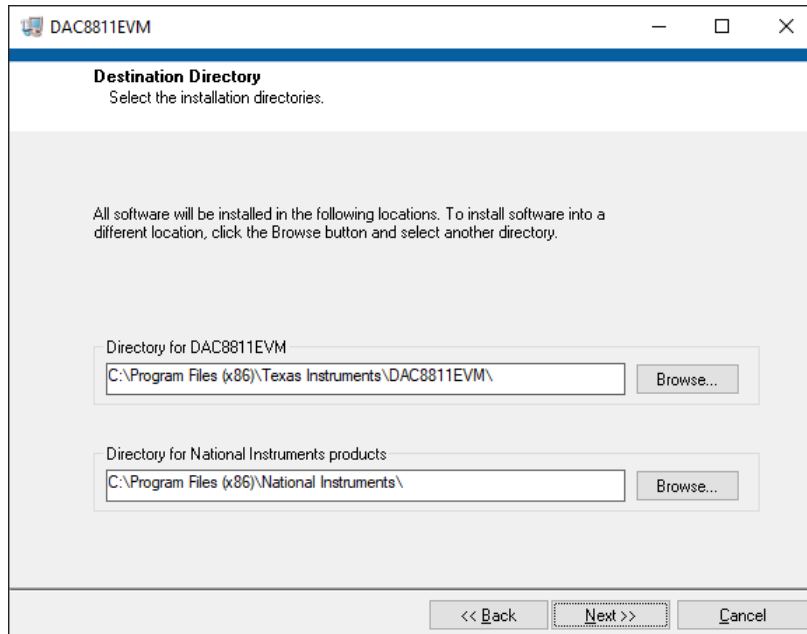 DAC8811EVM
Destination Directory
Select the installation directories.
All software will be installed in the following locations. To install software into a
different location, click the Browse button and select another directory.
Directory for DAC8811EVM
C:\Program Files (x86)\Texas Instruments\DAC8811EVM\
Browse...
Directory for National Instruments products
C:\Program Files (x86)\National Instruments\
Browse...
<< Back
Next >>
Cancel